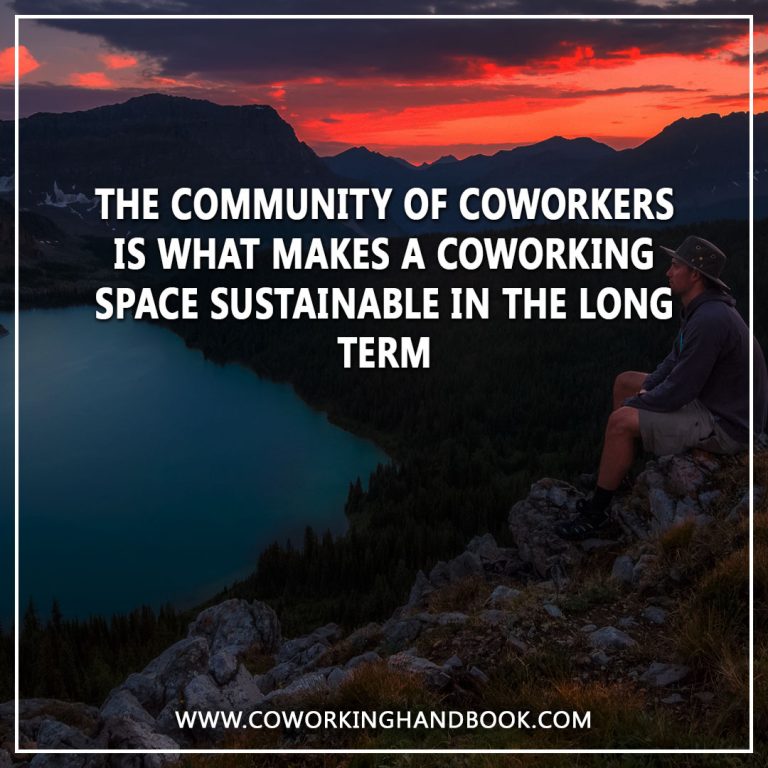 THE COMMUNITY OF COWORKERS
IS WHAT MAKES A COWORKING
SPACE SUSTAINABLE IN THE LONG
TERM
WWW.COWORKINGHANDBOOK.COM